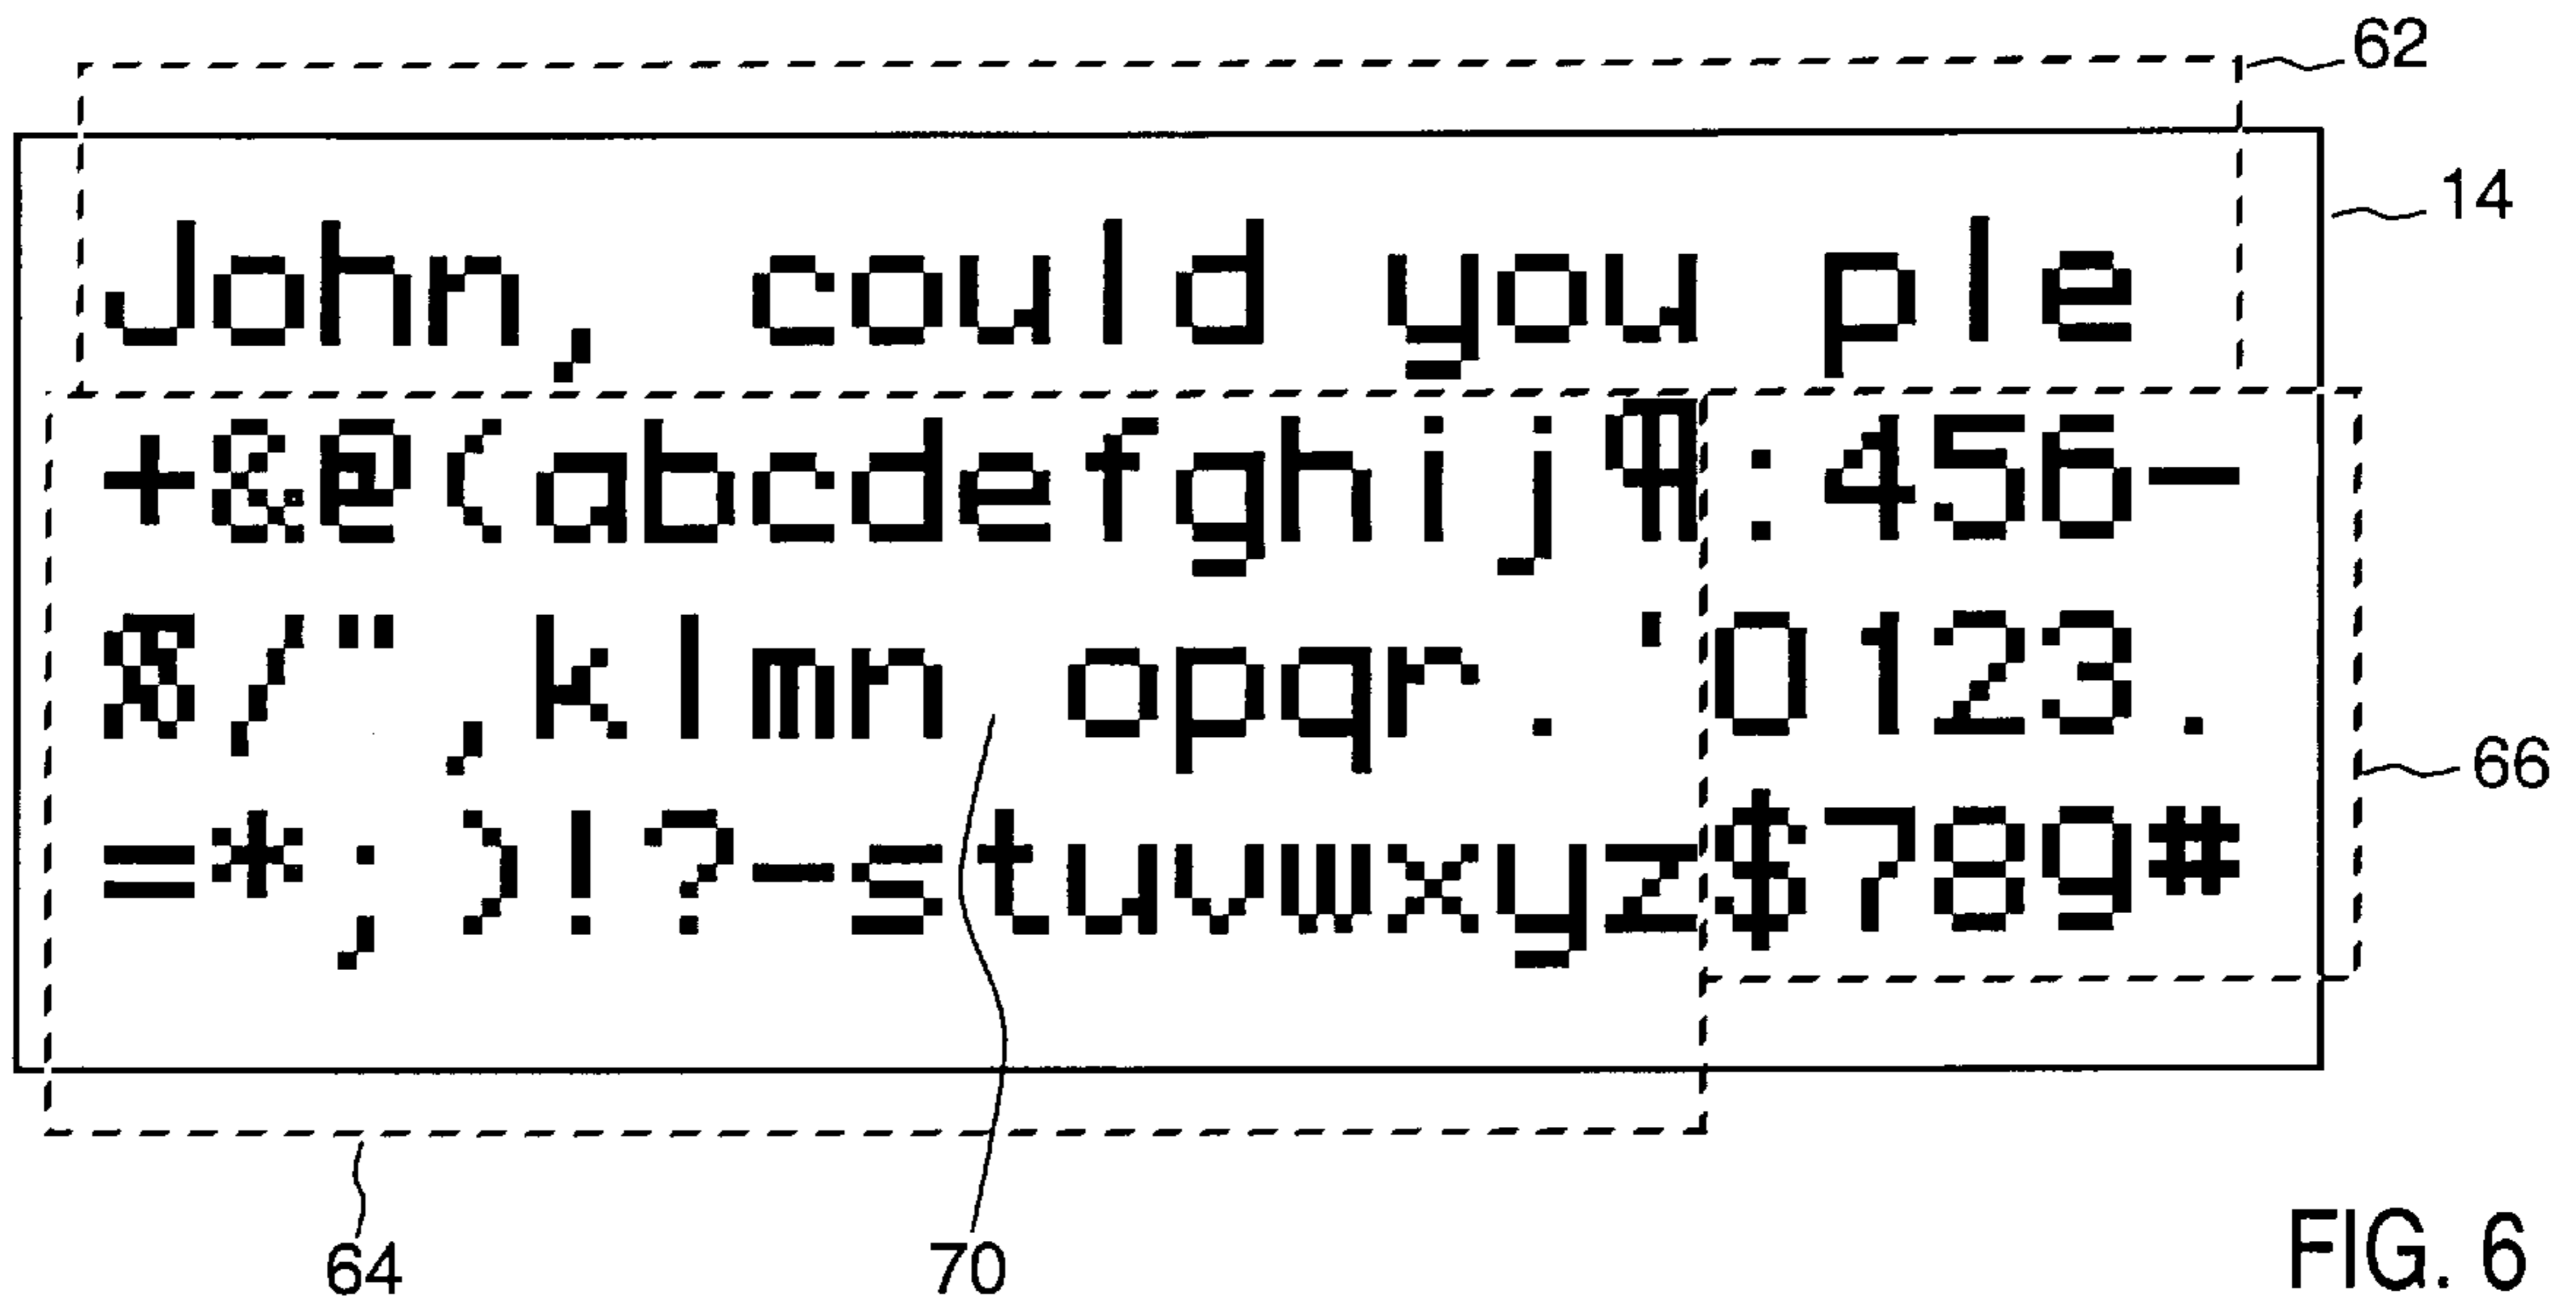 62
14
John, could you ple
+&@(abcdefghij¶:456-
%/",klmn opqr.'0123.
=*;)!?-stuvwxyz$789#
66
64
70
FIG. 6